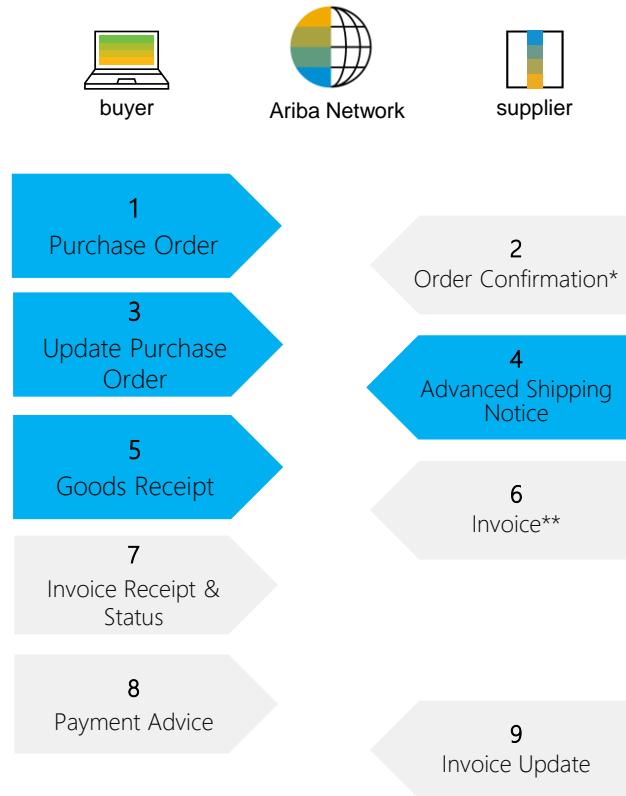 buyer
Ariba Network
supplier
1
Purchase Order
2
Order Confirmation*
3
Update Purchase
Order
4
Advanced Shipping
Notice
5
Goods Receipt
6
Invoice**
7
Invoice Receipt &
Status
8
Payment Advice
9
Invoice Update